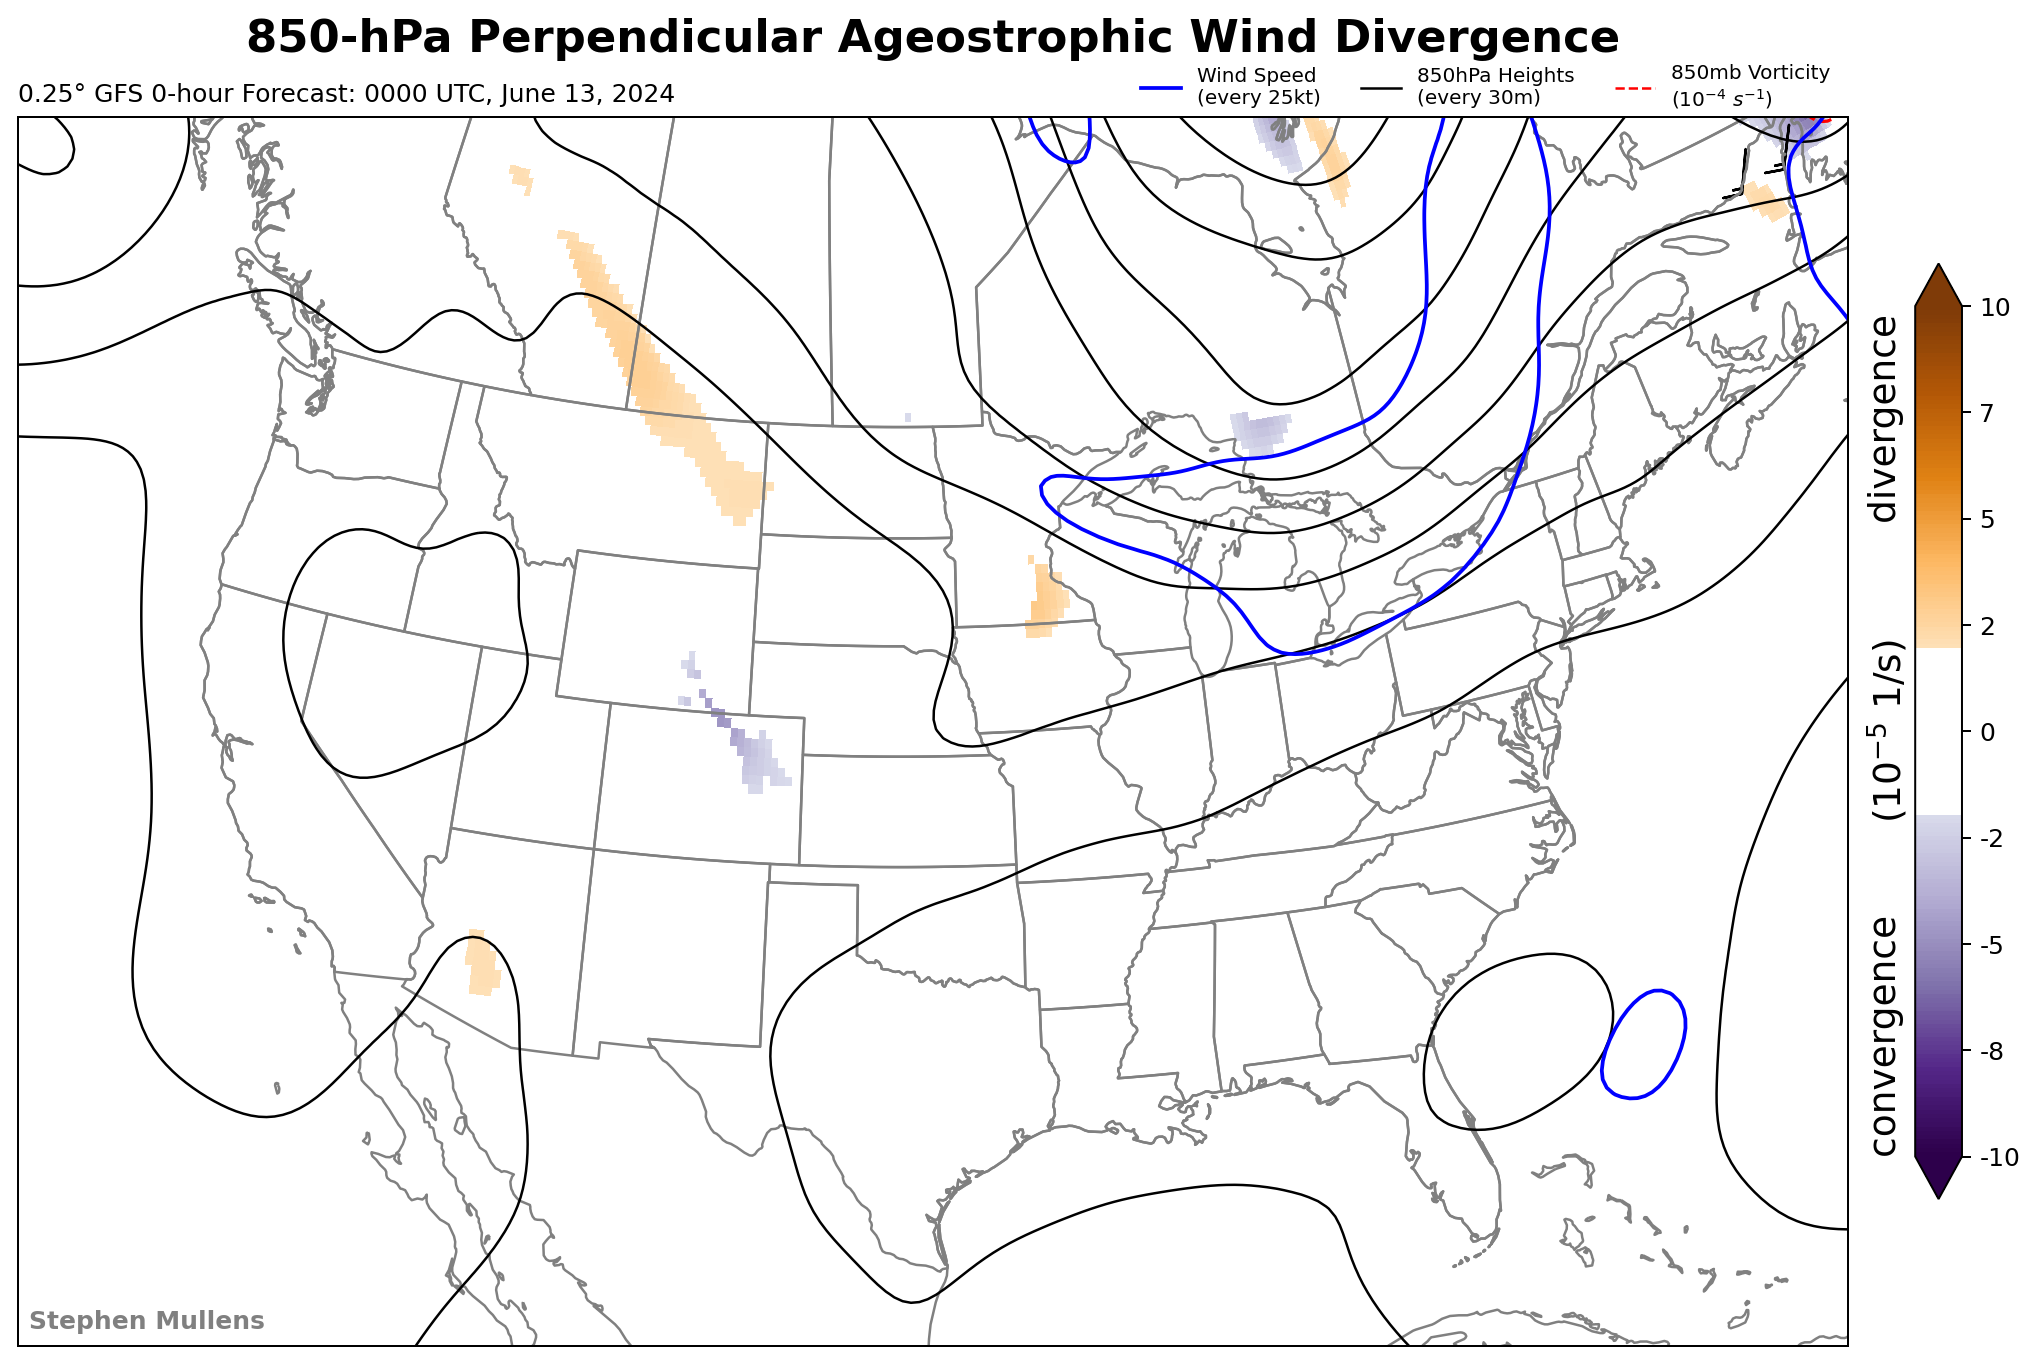 850-hPa Perpendicular Ageostrophic Wind Divergence
0.25° GFS 0-hour Forecast: 0000 UTC, June 13, 2024
Wind Speed
(every 25kt)
850hPa Heights
(every 30m)
850mb Vorticity
(10⁻⁴ s⁻¹)
10
7
5
2
0
-2
-5
-8
-10
convergence (10⁻⁵ 1/s) divergence
Stephen Mullens